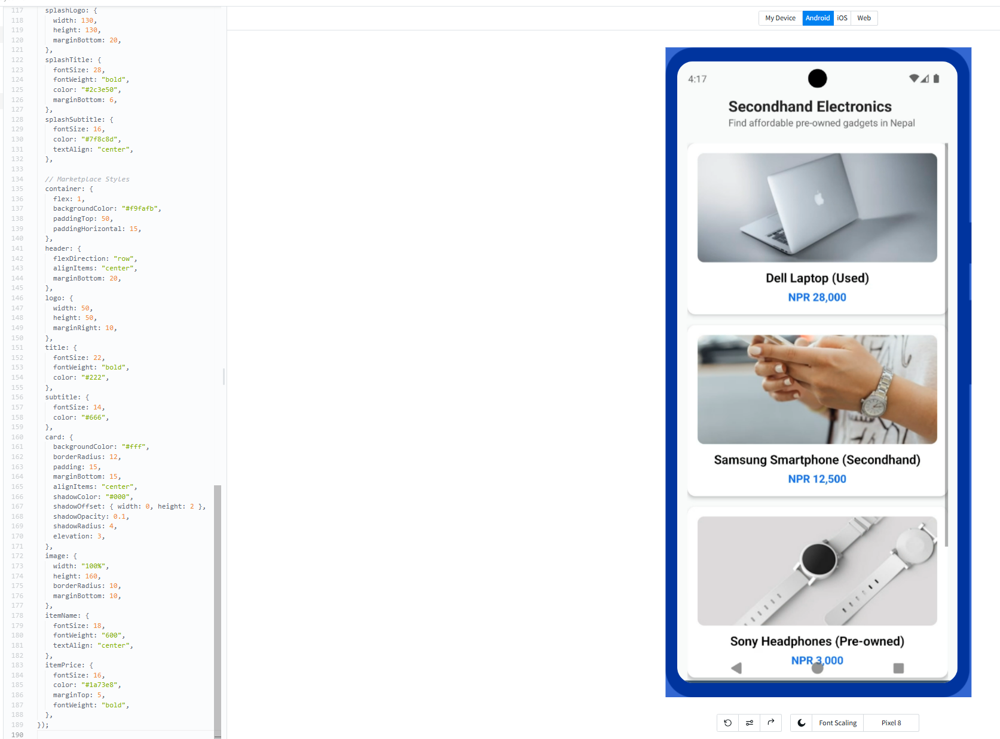 117 splashLogo: {
118 width: 130,
119 height: 130,
120 marginBottom: 20,
121 },
122 splashTitle: {
123 fontSize: 28,
124 fontWeight: "bold",
125 color: "#2c3e50",
126 marginBottom: 6,
127 },
128 splashSubtitle: {
129 fontSize: 16,
130 color: "#7f8c8d",
131 textAlign: "center",
132 },
133
134 // Marketplace Styles
135 container: {
136 flex: 1,
137 backgroundColor: "#f9fafb",
138 paddingTop: 50,
139 paddingHorizontal: 15,
140 },
141 header: {
142 flexDirection: "row",
143 alignItems: "center",
144 marginBottom: 20,
145 },
146 logo: {
147 width: 50,
148 height: 50,
149 marginRight: 10,
150 },
151 title: {
152 fontSize: 22,
153 fontWeight: "bold",
154 color: "#222",
155 },
156 subtitle: {
157 fontSize: 14,
158 color: "#666",
159 },
160 card: {
161 backgroundColor: "#fff",
162 borderRadius: 12,
163 padding: 15,
164 marginBottom: 15,
165 alignItems: "center",
166 shadowColor: "#000",
167 shadowOffset: { width: 0, height: 2 },
168 shadowOpacity: 0.1,
169 shadowRadius: 4,
170 elevation: 3,
171 },
172 image: {
173 width: "100%",
174 height: 160,
175 borderRadius: 10,
176 marginBottom: 10,
177 },
178 itemName: {
179 fontSize: 18,
180 fontWeight: "600",
181 textAlign: "center",
182 },
183 itemPrice: {
184 fontSize: 16,
185 color: "#1a73e8",
186 marginTop: 5,
187 fontWeight: "bold",
188 },
189 });
190
My Device Android iOS Web
4:17
Secondhand Electronics
Find affordable pre-owned gadgets in Nepal
Dell Laptop (Used)
NPR 28,000
Samsung Smartphone (Secondhand)
NPR 12,500
Sony Headphones (Pre-owned)
NPR 3,000
Font Scaling Pixel 8